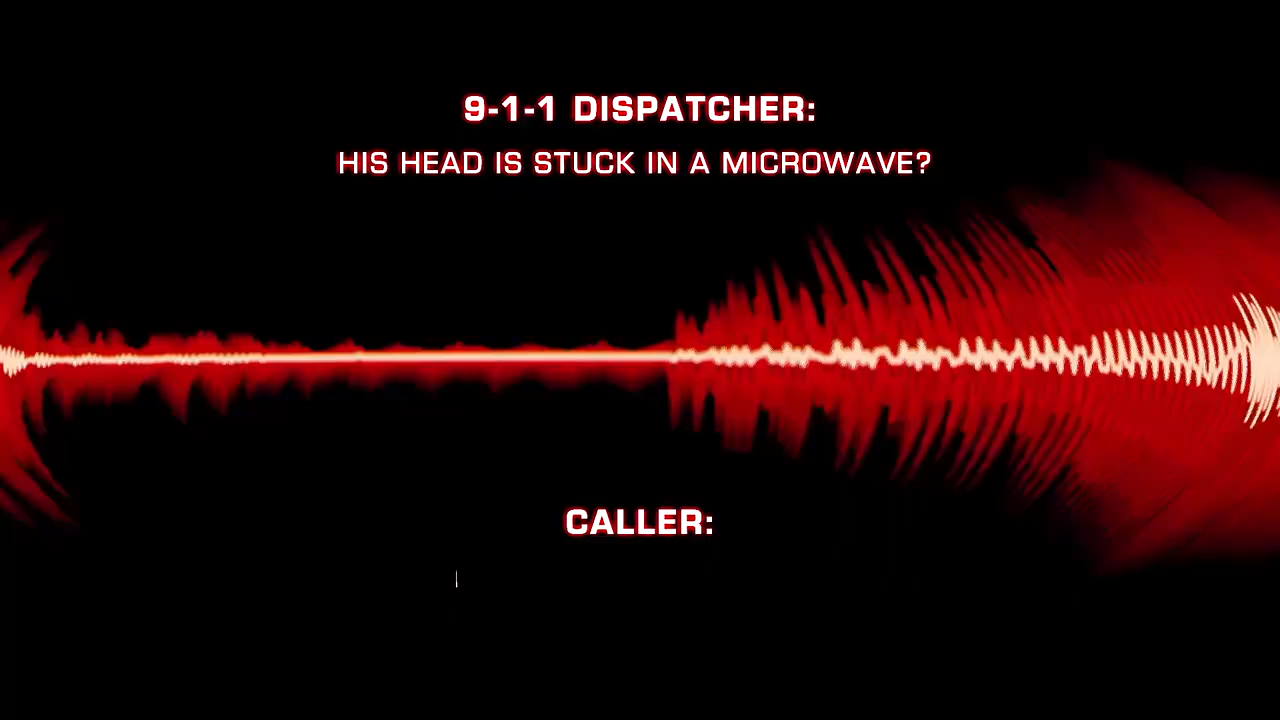 9-1-1 DISPATCHER:
HIS HEAD IS STUCK IN A MICROWAVE?
CALLER: